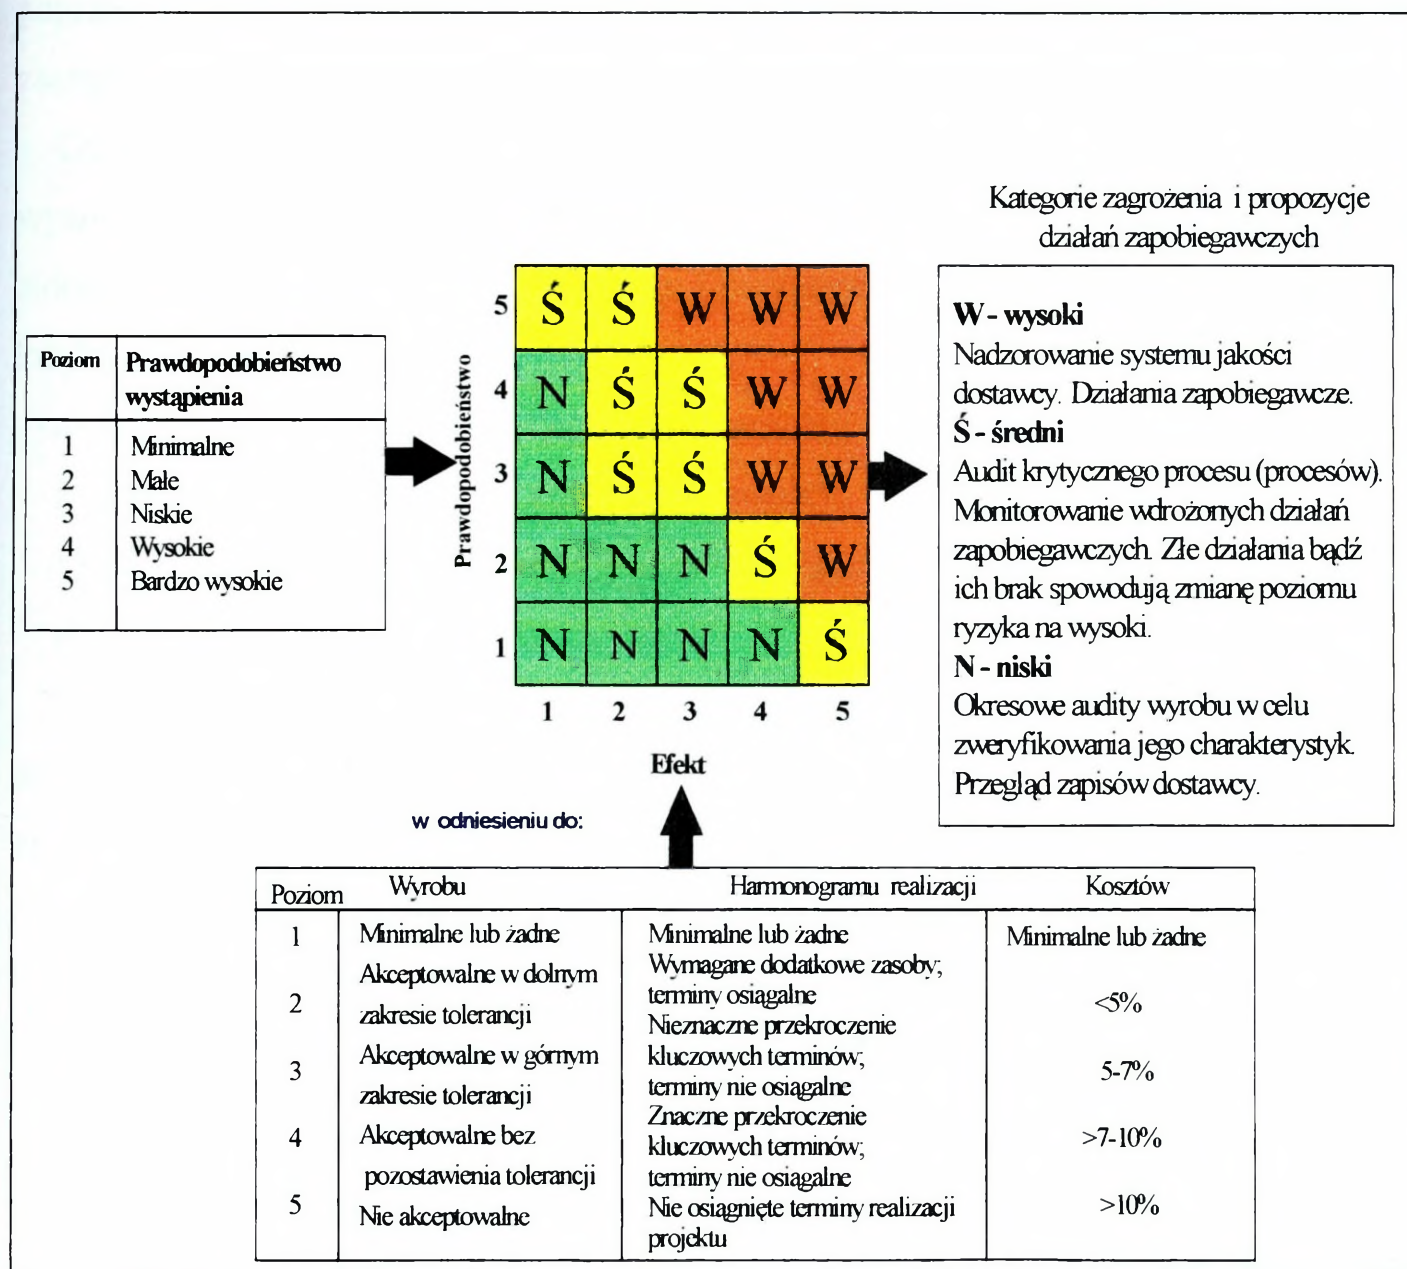 Kategorie zagrożenia i propozycje
działań zapobiegawczych
Poziom Prawdopodobieństwo
wystąpienia
1 Minimalne
2 Małe
3 Niskie
4 Wysokie
5 Bardzo wysokie
Prawdopodobieństwo
5 Ś Ś W W W
4 N Ś Ś W W
3 N Ś Ś W W
2 N N N Ś W
1 N N N N Ś
1 2 3 4 5
Efekt
W - wysoki
Nadzorowanie systemu jakości
dostawcy. Działania zapobiegawcze.
Ś - średni
Audit krytycznego procesu (procesów).
Monitorowanie wdrożonych działań
zapobiegawczych. Złe działania bądź
ich brak spowodują zmianę poziomu
ryzyka na wysoki.
N - niski
Okresowe audity wyrobu w celu
zweryfikowania jego charakterystyk.
Przegląd zapisów dostawcy.
w odniesieniu do:
Poziom Wyrobu Harmonogramu realizacji Kosztów
1 Minimalne lub żadne Minimalne lub żadne Minimalne lub żadne
2 Akceptowalne w dolnym
zakresie tolerancji
Wymagane dodatkowe zasoby;
terminy osiągalne
<5%
3 Akceptowalne w górnym
zakresie tolerancji
Nieznaczne przekroczenie
kluczowych terminów;
terminy nie osiągalne
5-7%
4 Akceptowalne bez
pozostawienia tolerancji
Znaczne przekroczenie
kluczowych terminów;
terminy nie osiągalne
>7-10%
5 Nie akceptowalne
Nie osiągnięte terminy realizacji
projektu
>10%